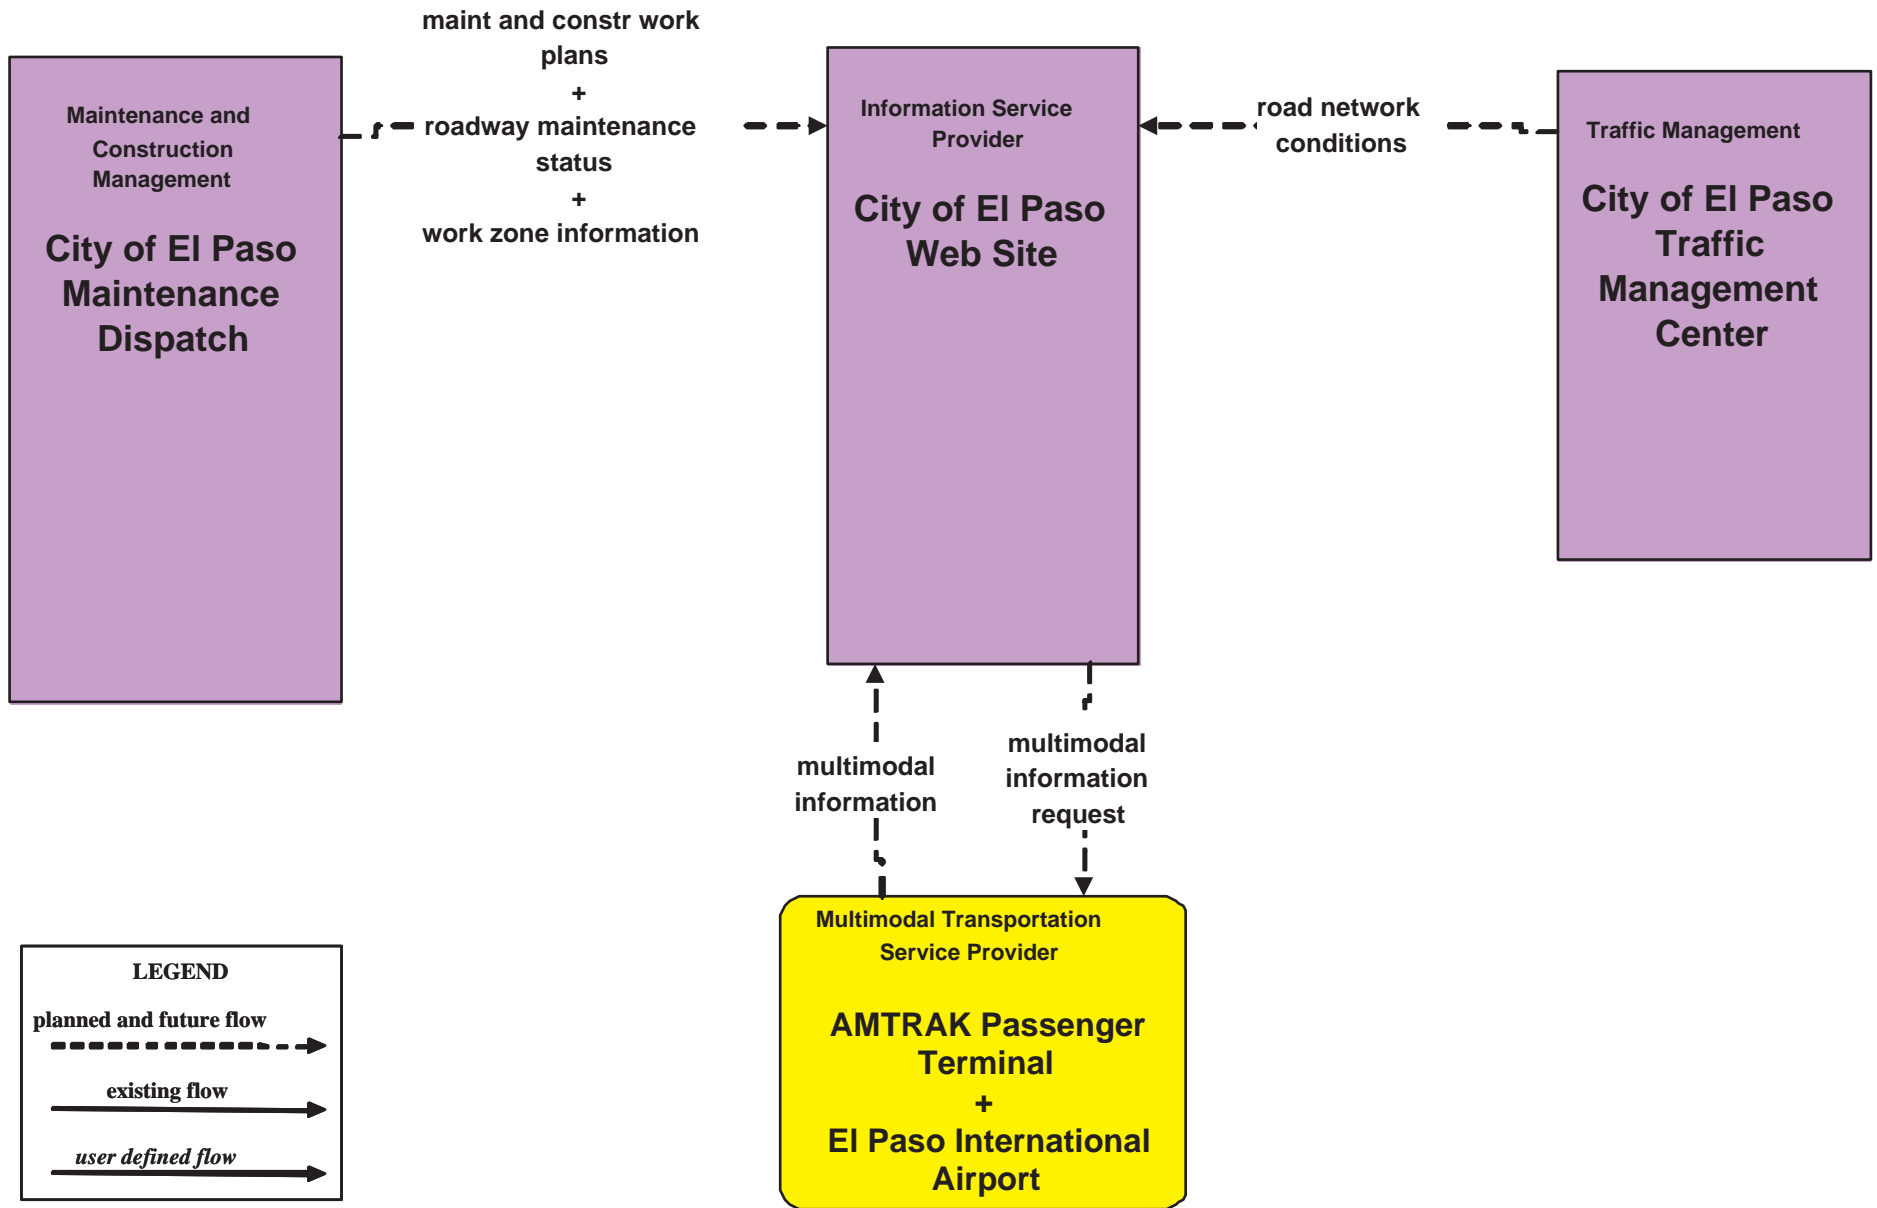 maint and constr work
plans
+
roadway maintenance
status
+
work zone information
Maintenance and
Construction
Management
City of El Paso
Maintenance
Dispatch
Information Service
Provider
City of El Paso
Web Site
road network
conditions
Traffic Management
City of El Paso
Traffic
Management
Center
multimodal
information
multimodal
information
request
Multimodal Transportation
Service Provider
AMTRAK Passenger
Terminal
+
El Paso International
Airport
LEGEND
planned and future flow
existing flow
user defined flow